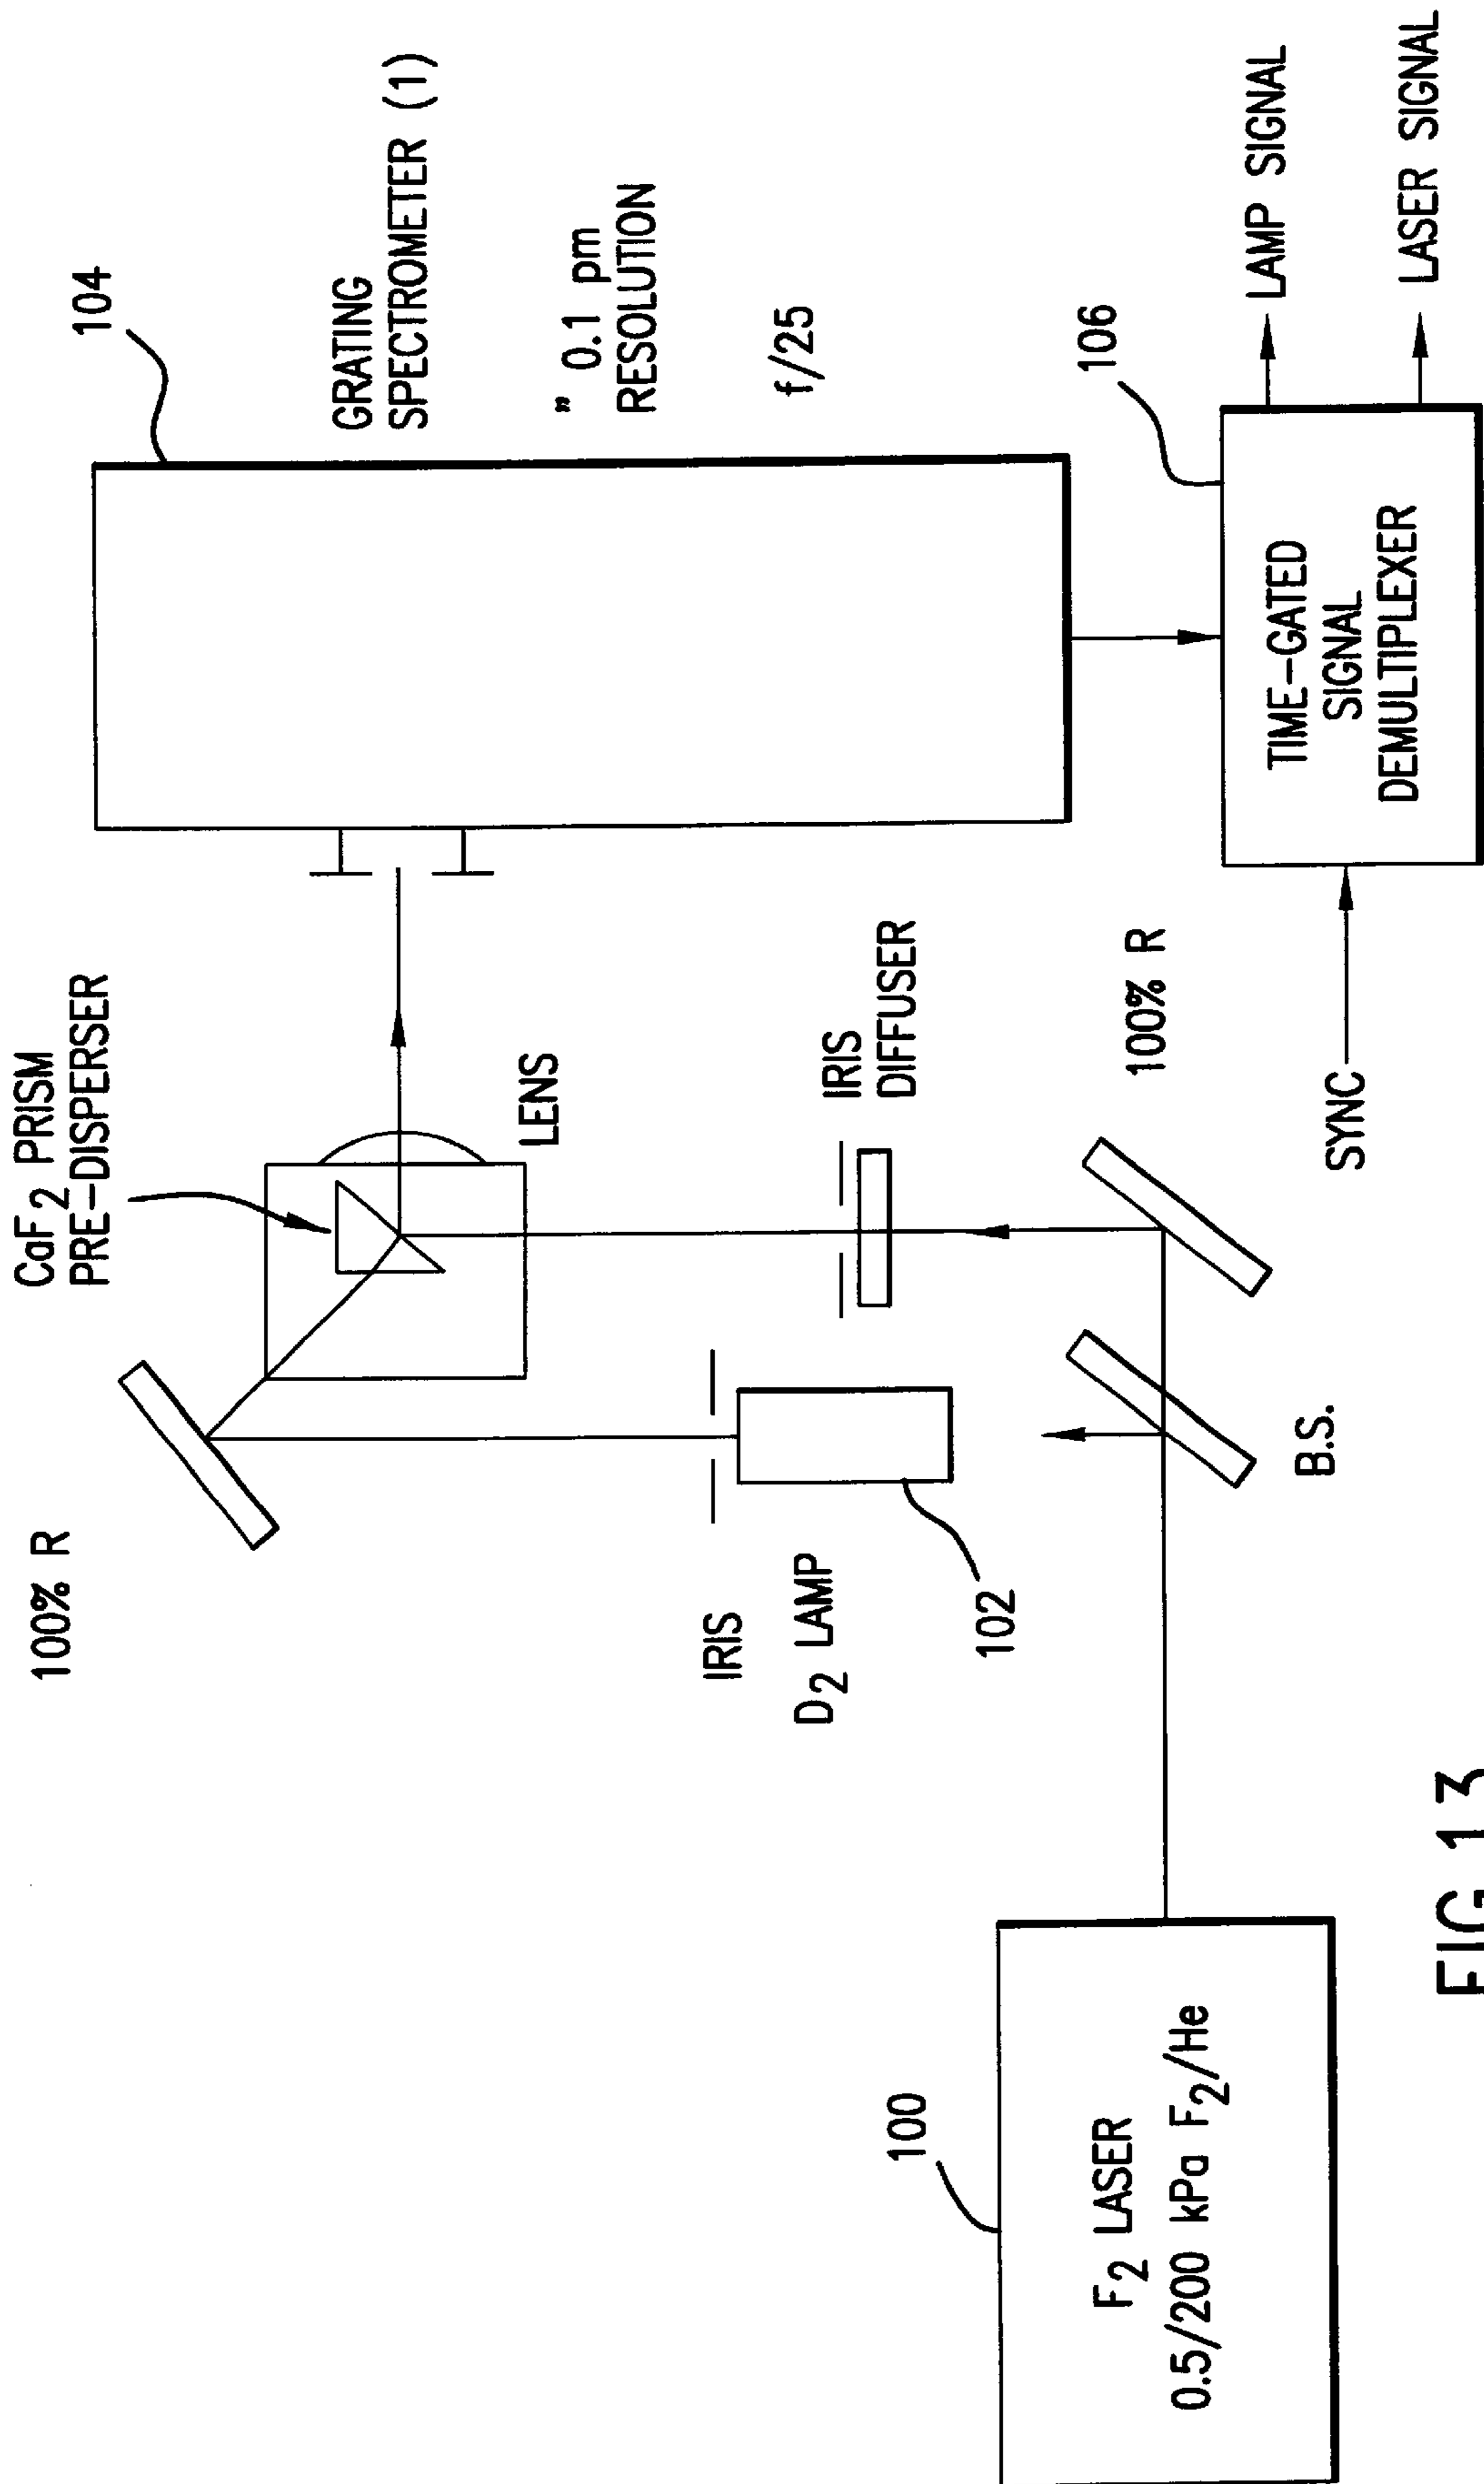 100% R
CaF2 PRISM
PRE-DISPERSER
104
GRATING
SPECTROMETER (1)
" 0.1 pm
RESOLUTION
f/25
LENS
IRIS
D2 LAMP
102
IRIS
DIFFUSER
100% R
B.S.
106
TIME-GATED
SIGNAL
DEMULTIPLEXER
SYNC
LAMP SIGNAL
LASER SIGNAL
100
F2 LASER
0.5/200 kPa F2/He
FIG.13